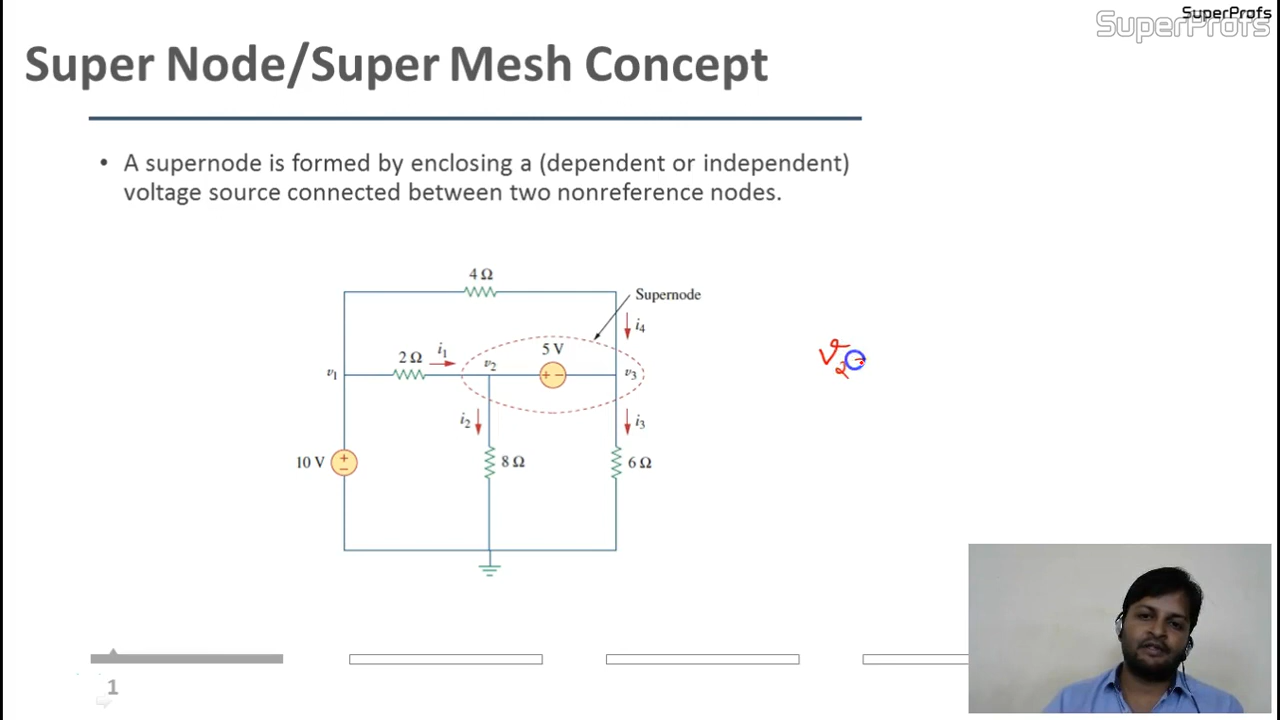 SuperProfs
SuperProfs
Super Node/Super Mesh Concept
• A supernode is formed by enclosing a (dependent or independent)
voltage source connected between two nonreference nodes.
4 Ω
Supernode
i4
i1
5 V
2 Ω
v2
v1
+ −
v3
v2 -
i2
i3
10 V
+
−
8 Ω
6 Ω
1